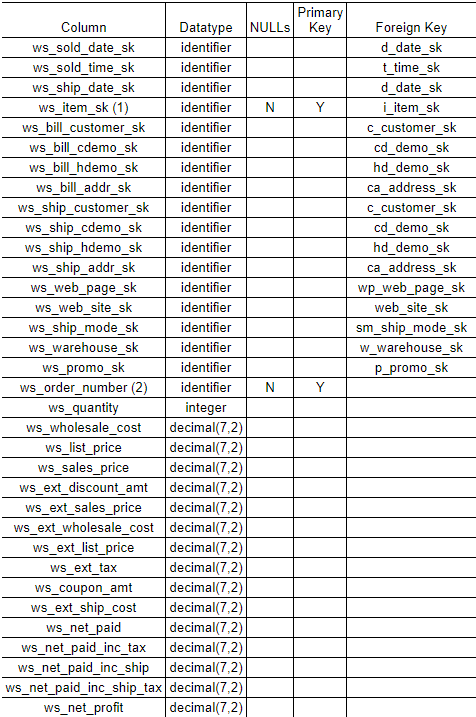 Column Datatype NULLs Primary Key Foreign Key
ws_sold_date_sk identifier d_date_sk
ws_sold_time_sk identifier t_time_sk
ws_ship_date_sk identifier d_date_sk
ws_item_sk (1) identifier N Y i_item_sk
ws_bill_customer_sk identifier c_customer_sk
ws_bill_cdemo_sk identifier cd_demo_sk
ws_bill_hdemo_sk identifier hd_demo_sk
ws_bill_addr_sk identifier ca_address_sk
ws_ship_customer_sk identifier c_customer_sk
ws_ship_cdemo_sk identifier cd_demo_sk
ws_ship_hdemo_sk identifier hd_demo_sk
ws_ship_addr_sk identifier ca_address_sk
ws_web_page_sk identifier wp_web_page_sk
ws_web_site_sk identifier web_site_sk
ws_ship_mode_sk identifier sm_ship_mode_sk
ws_warehouse_sk identifier w_warehouse_sk
ws_promo_sk identifier p_promo_sk
ws_order_number (2) identifier N Y
ws_quantity integer
ws_wholesale_cost decimal(7,2)
ws_list_price decimal(7,2)
ws_sales_price decimal(7,2)
ws_ext_discount_amt decimal(7,2)
ws_ext_sales_price decimal(7,2)
ws_ext_wholesale_cost decimal(7,2)
ws_ext_list_price decimal(7,2)
ws_ext_tax decimal(7,2)
ws_coupon_amt decimal(7,2)
ws_ext_ship_cost decimal(7,2)
ws_net_paid decimal(7,2)
ws_net_paid_inc_tax decimal(7,2)
ws_net_paid_inc_ship decimal(7,2)
ws_net_paid_inc_ship_tax decimal(7,2)
ws_net_profit decimal(7,2)